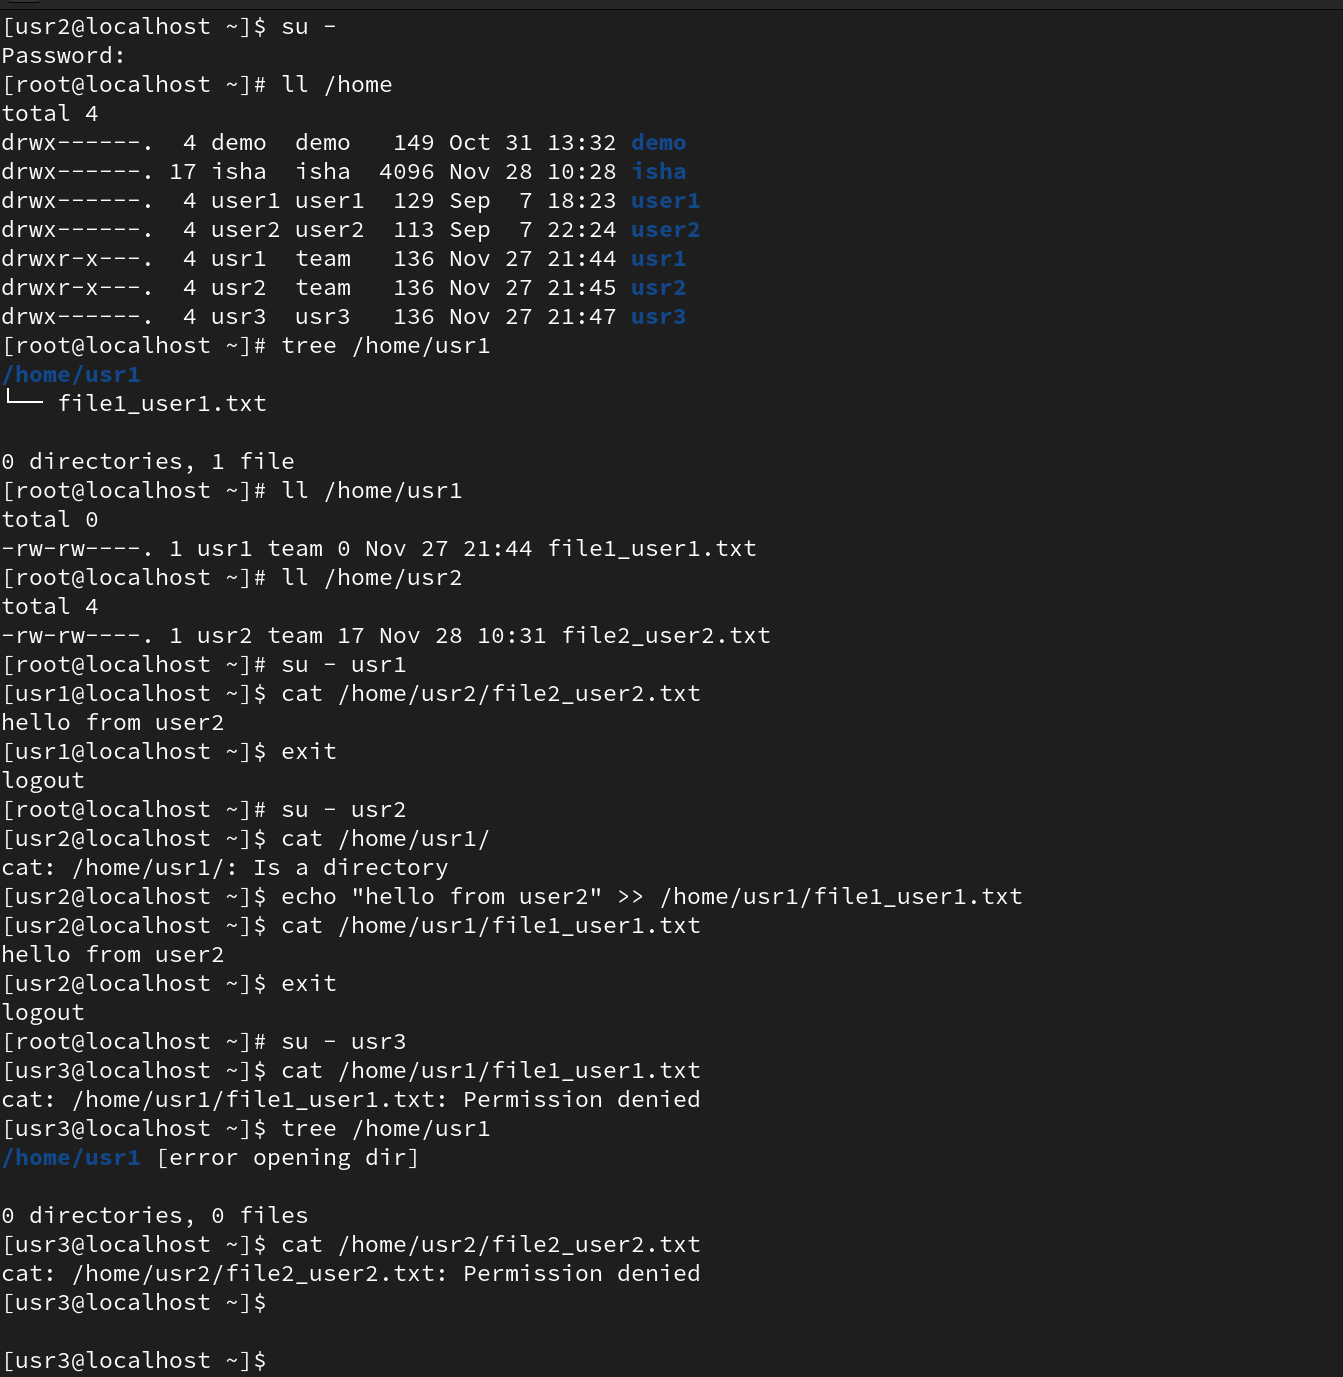 [usr2@localhost ~]$ su -
Password:
[root@localhost ~]# ll /home
total 4
drwx------.  4 demo  demo   149 Oct 31 13:32 demo
drwx------. 17 isha  isha  4096 Nov 28 10:28 isha
drwx------.  4 user1 user1  129 Sep  7 18:23 user1
drwx------.  4 user2 user2  113 Sep  7 22:24 user2
drwxr-x---.  4 usr1  team   136 Nov 27 21:44 usr1
drwxr-x---.  4 usr2  team   136 Nov 27 21:45 usr2
drwx------.  4 usr3  usr3   136 Nov 27 21:47 usr3
[root@localhost ~]# tree /home/usr1
/home/usr1
└── file1_user1.txt

0 directories, 1 file
[root@localhost ~]# ll /home/usr1
total 0
-rw-rw----. 1 usr1 team 0 Nov 27 21:44 file1_user1.txt
[root@localhost ~]# ll /home/usr2
total 4
-rw-rw----. 1 usr2 team 17 Nov 28 10:31 file2_user2.txt
[root@localhost ~]# su - usr1
[usr1@localhost ~]$ cat /home/usr2/file2_user2.txt
hello from user2
[usr1@localhost ~]$ exit
logout
[root@localhost ~]# su - usr2
[usr2@localhost ~]$ cat /home/usr1/
cat: /home/usr1/: Is a directory
[usr2@localhost ~]$ echo "hello from user2" >> /home/usr1/file1_user1.txt
[usr2@localhost ~]$ cat /home/usr1/file1_user1.txt
hello from user2
[usr2@localhost ~]$ exit
logout
[root@localhost ~]# su - usr3
[usr3@localhost ~]$ cat /home/usr1/file1_user1.txt
cat: /home/usr1/file1_user1.txt: Permission denied
[usr3@localhost ~]$ tree /home/usr1
/home/usr1 [error opening dir]

0 directories, 0 files
[usr3@localhost ~]$ cat /home/usr2/file2_user2.txt
cat: /home/usr2/file2_user2.txt: Permission denied
[usr3@localhost ~]$

[usr3@localhost ~]$